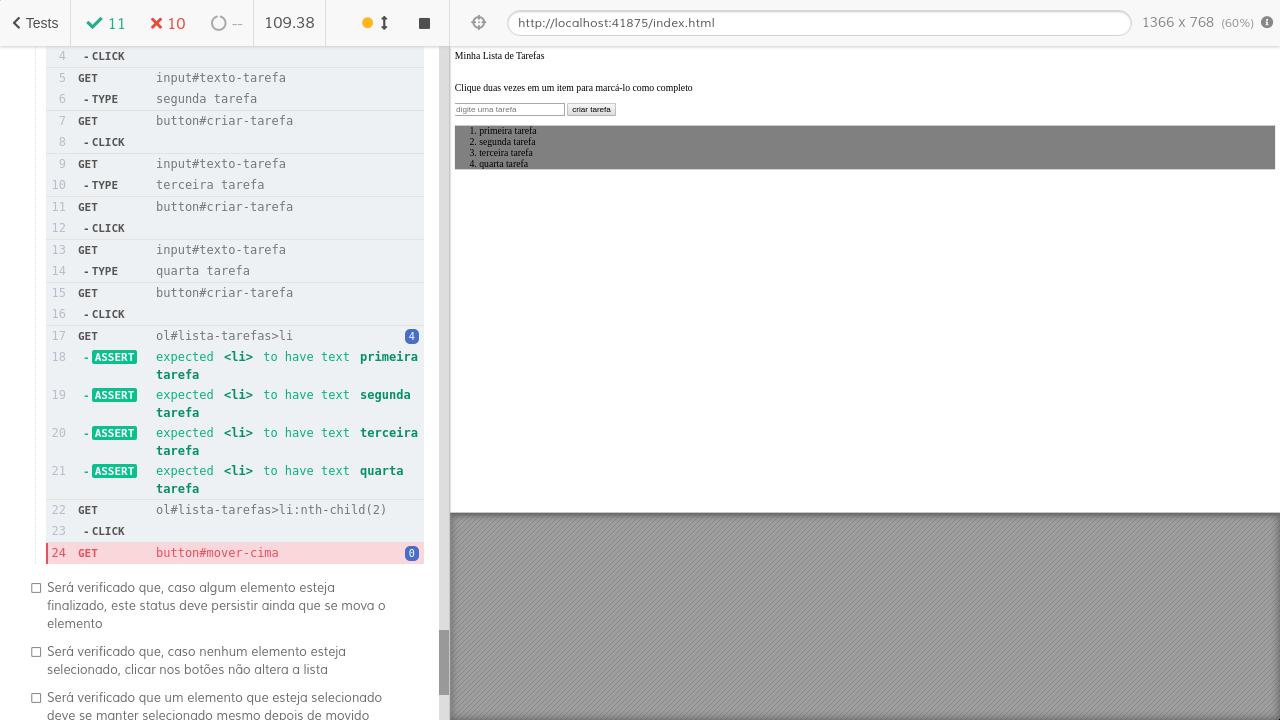 Tests 11 10 -- 109.38
http://localhost:41875/index.html 1366 x 768 (60%)
4 - CLICK
5 GET input#texto-tarefa
6 - TYPE segunda tarefa
7 GET button#criar-tarefa
8 - CLICK
9 GET input#texto-tarefa
10 - TYPE terceira tarefa
11 GET button#criar-tarefa
12 - CLICK
13 GET input#texto-tarefa
14 - TYPE quarta tarefa
15 GET button#criar-tarefa
16 - CLICK
17 GET ol#lista-tarefas>li 4
18 - ASSERT expected <li> to have text primeira
tarefa
19 - ASSERT expected <li> to have text segunda
tarefa
20 - ASSERT expected <li> to have text terceira
tarefa
21 - ASSERT expected <li> to have text quarta
tarefa
22 GET ol#lista-tarefas>li:nth-child(2)
23 - CLICK
24 GET button#mover-cima 0
Será verificado que, caso algum elemento esteja
finalizado, este status deve persistir ainda que se mova o
elemento
Será verificado que, caso nenhum elemento esteja
selecionado, clicar nos botões não altera a lista
Será verificado que um elemento que esteja selecionado
deve se manter selecionado mesmo depois de movido
Minha Lista de Tarefas
Clique duas vezes em um item para marcá-lo como completo
digite uma tarefa criar tarefa
1. primeira tarefa
2. segunda tarefa
3. terceira tarefa
4. quarta tarefa